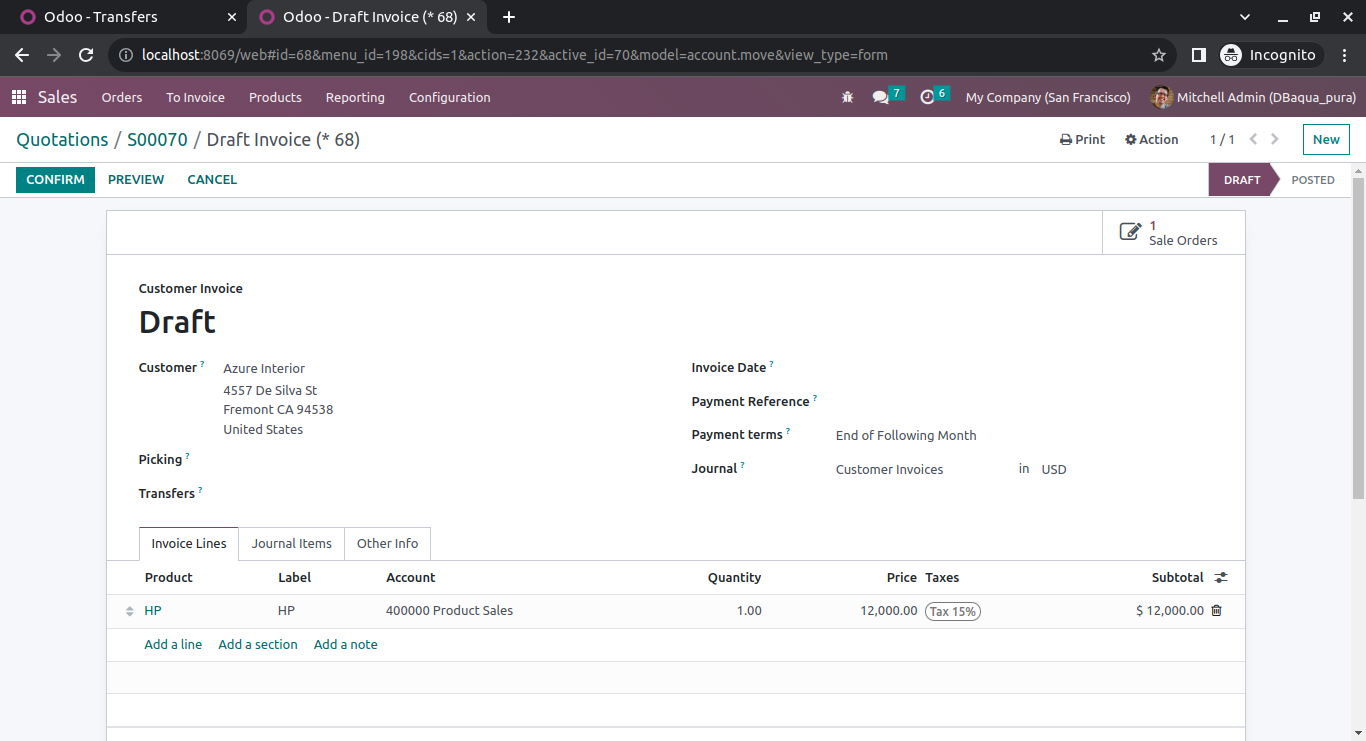 Odoo - Transfers
Odoo - Draft Invoice (* 68)
localhost:8069/web#id=68&menu_id=198&cids=1&action=232&active_id=70&model=account.move&view_type=form
Incognito
Sales Orders To Invoice Products Reporting Configuration
7 6 My Company (San Francisco) Mitchell Admin (DBaqua_pura)
Quotations / S00070 / Draft Invoice (* 68)
Print Action 1 / 1 New
CONFIRM PREVIEW CANCEL
DRAFT POSTED
1
Sale Orders
Customer Invoice
Draft
Customer ? Azure Interior
4557 De Silva St
Fremont CA 94538
United States
Picking ?
Transfers ?
Invoice Date ?
Payment Reference ?
Payment terms ? End of Following Month
Journal ? Customer Invoices in USD
Invoice Lines Journal Items Other Info
Product Label Account Quantity Price Taxes Subtotal
HP HP 400000 Product Sales 1.00 12,000.00 Tax 15% $ 12,000.00
Add a line Add a section Add a note